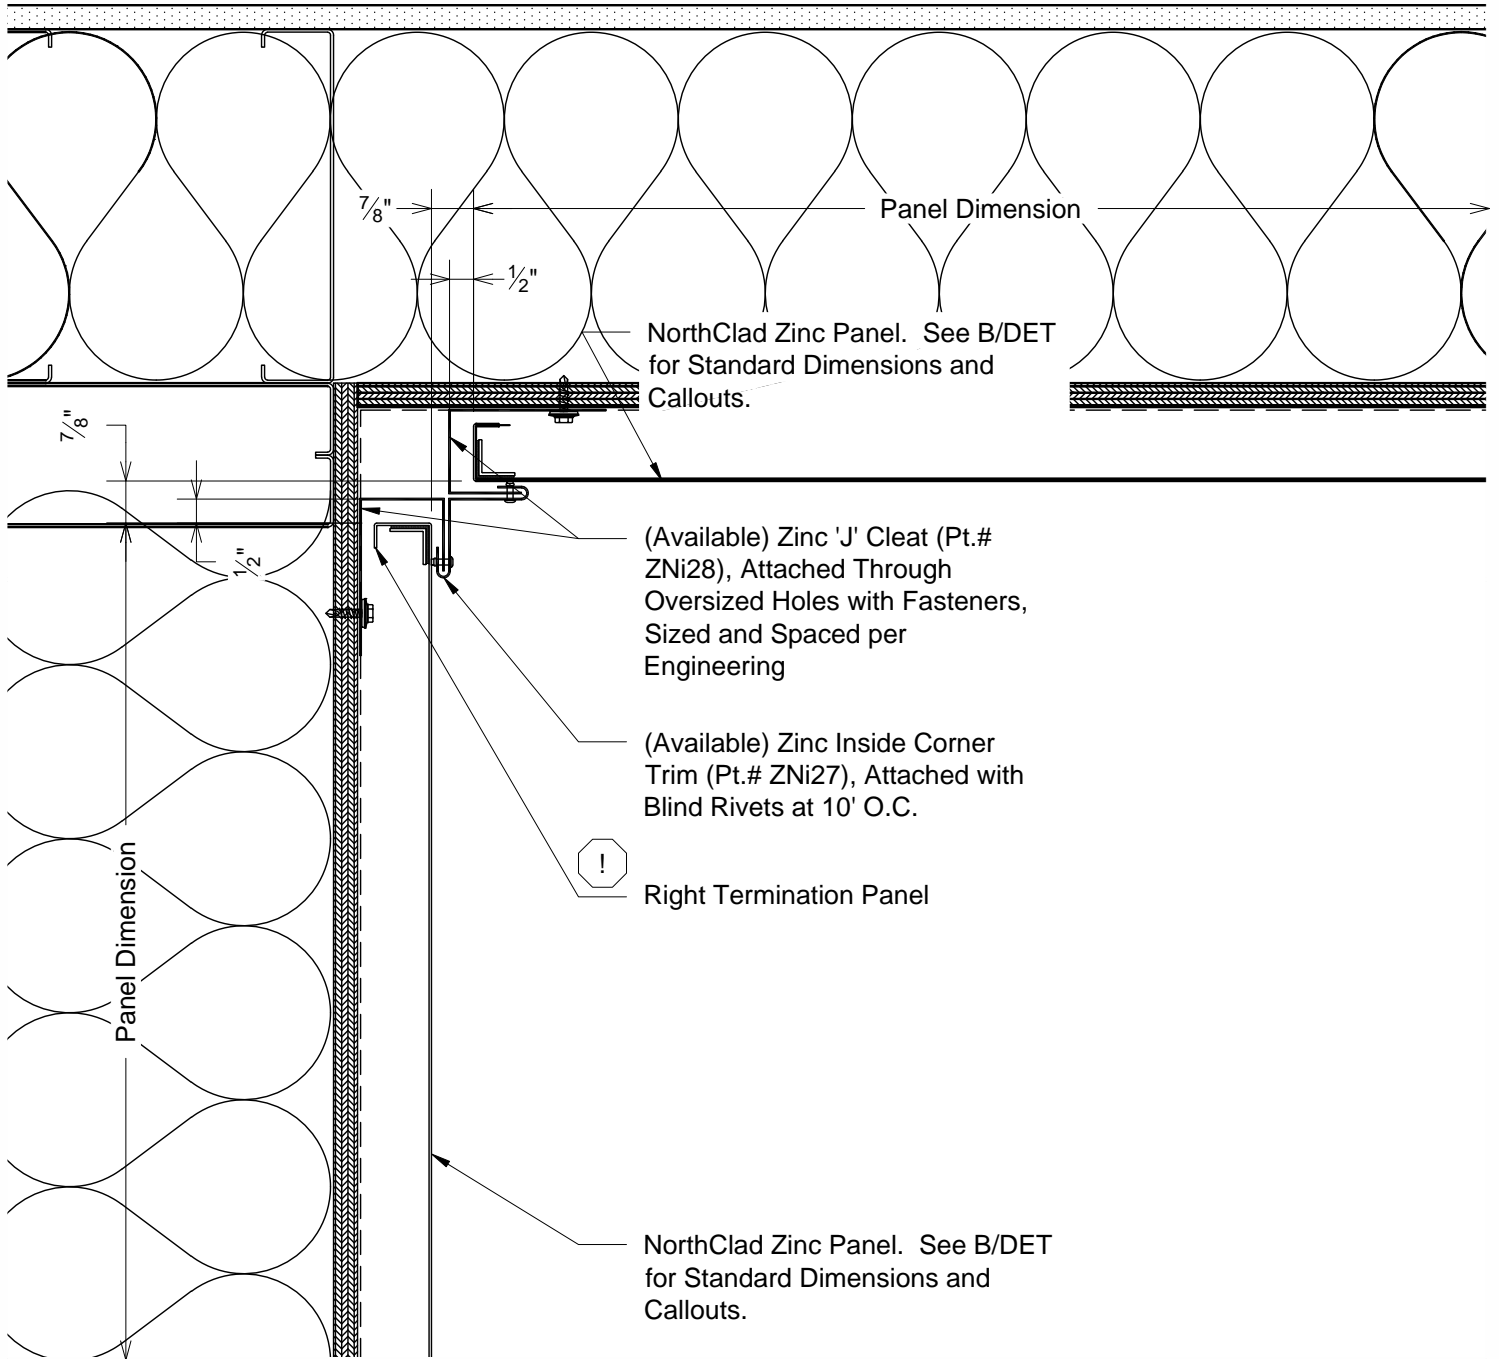 7/8"
Panel Dimension
1/2"
NorthClad Zinc Panel.  See B/DET
for Standard Dimensions and
Callouts.
7/8"
1/2"
(Available) Zinc 'J' Cleat (Pt.#
ZNi28), Attached Through
Oversized Holes with Fasteners,
Sized and Spaced per
Engineering
(Available) Zinc Inside Corner
Trim (Pt.# ZNi27), Attached with
Blind Rivets at 10' O.C.
!
Right Termination Panel
Panel Dimension
NorthClad Zinc Panel.  See B/DET
for Standard Dimensions and
Callouts.